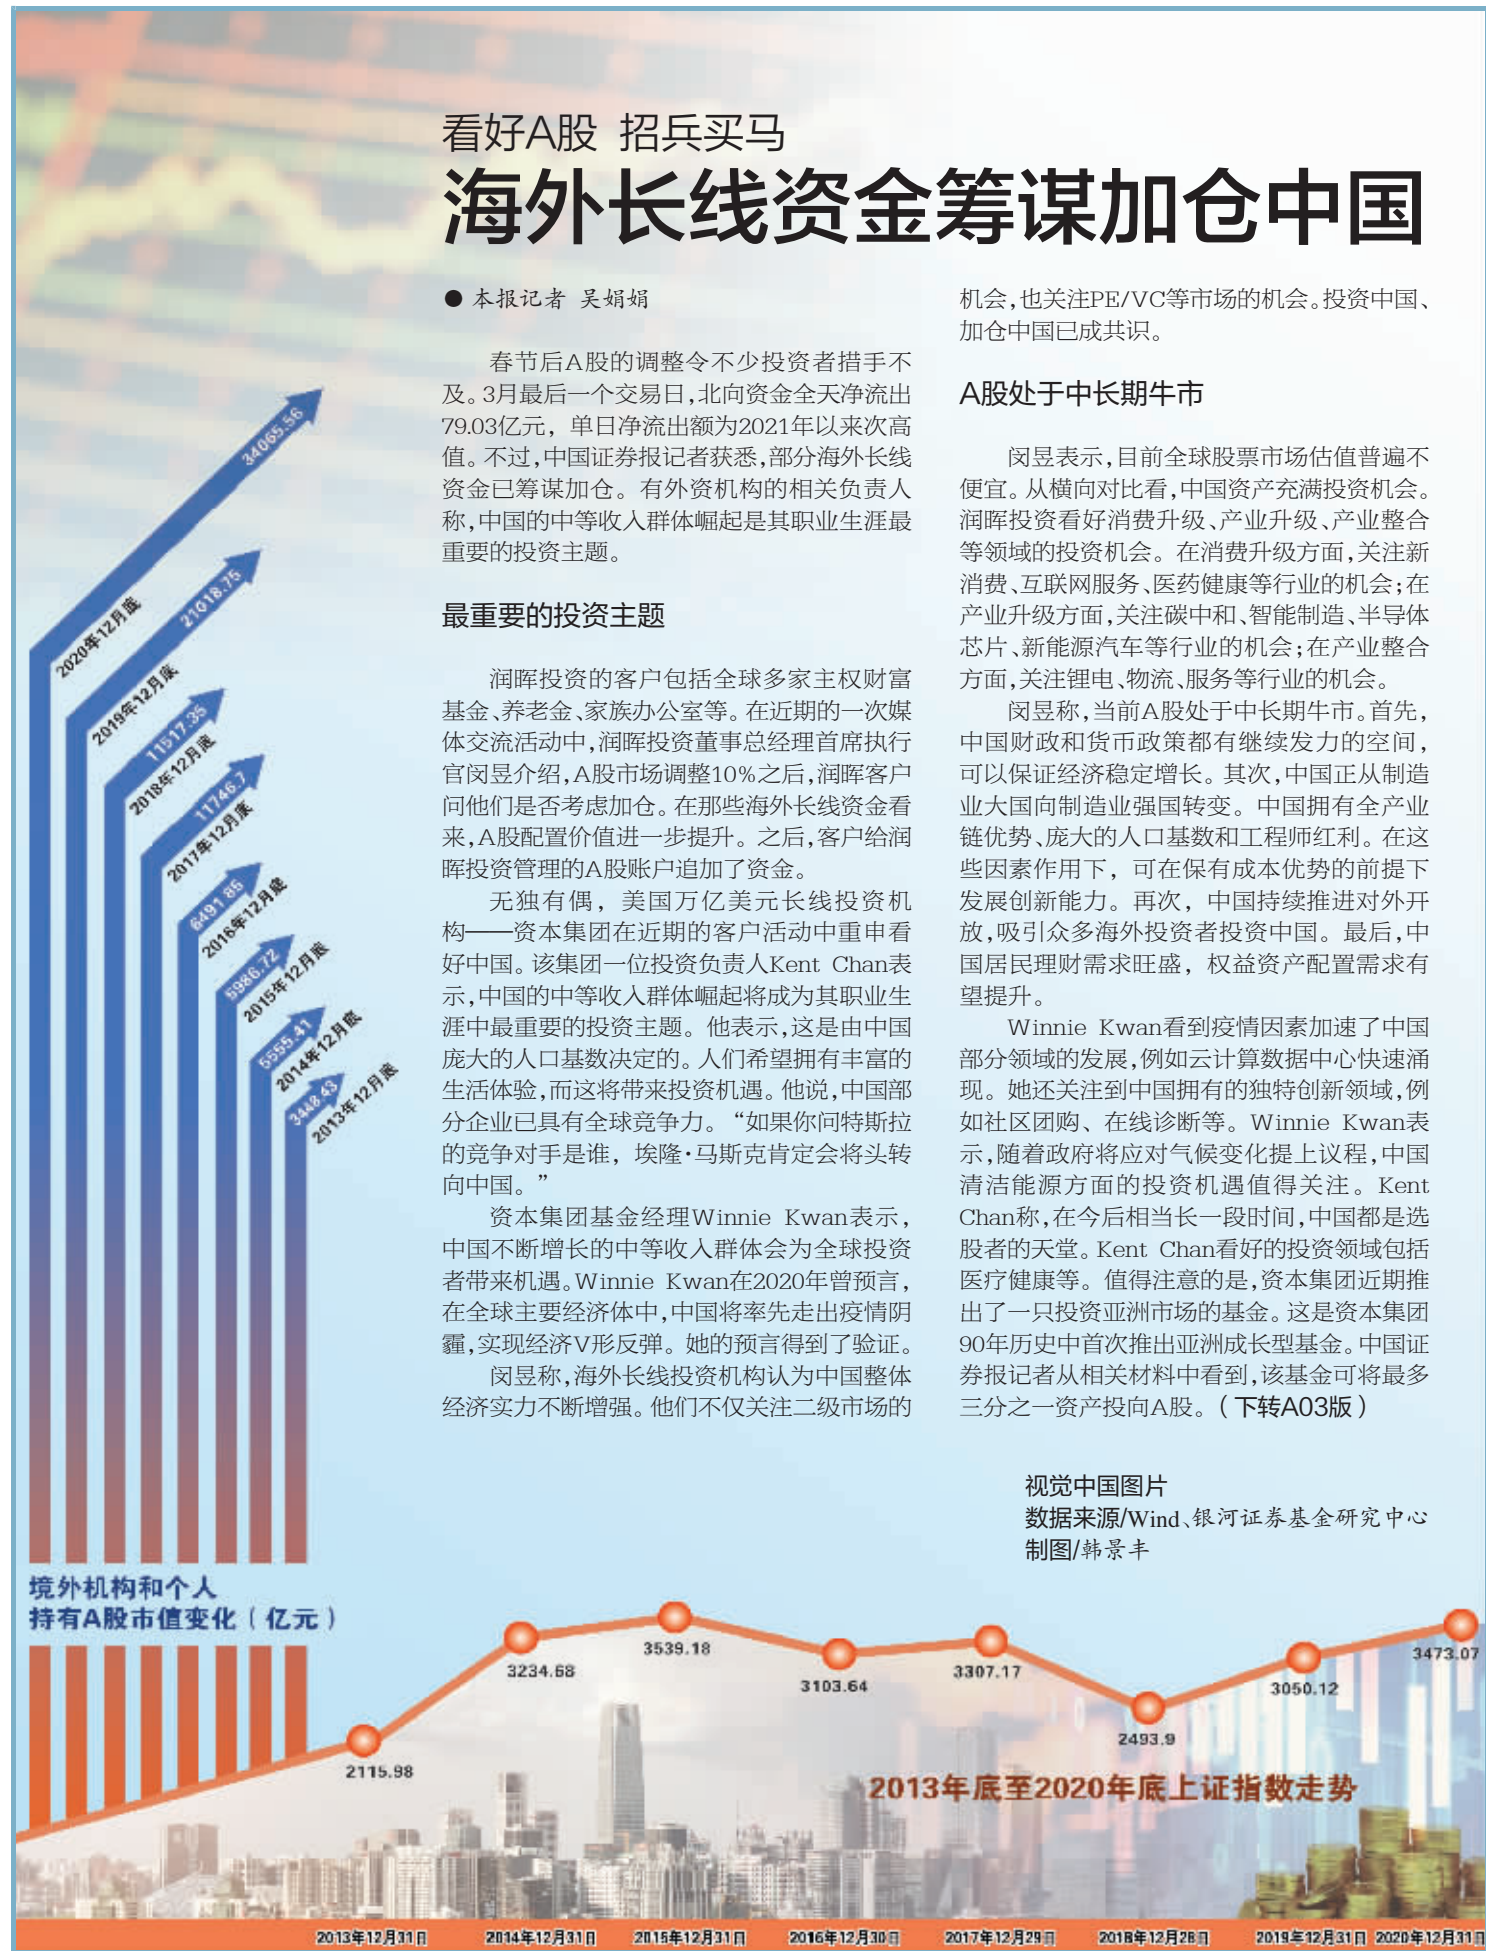 看好A股 招兵买马
海外长线资金筹谋加仓中国
● 本报记者 吴娟娟
春节后A股的调整令不少投资者措手不
及。3月最后一个交易日,北向资金全天净流出
79.03亿元，单日净流出额为2021年以来次高
值。不过,中国证券报记者获悉,部分海外长线
资金已筹谋加仓。有外资机构的相关负责人
称,中国的中等收入群体崛起是其职业生涯最
重要的投资主题。
最重要的投资主题
润晖投资的客户包括全球多家主权财富
基金、养老金、家族办公室等。在近期的一次媒
体交流活动中,润晖投资董事总经理首席执行
官闵昱介绍,A股市场调整10%之后,润晖客户
问他们是否考虑加仓。在那些海外长线资金看
来,A股配置价值进一步提升。之后,客户给润
晖投资管理的A股账户追加了资金。
无独有偶，美国万亿美元长线投资机
构——资本集团在近期的客户活动中重申看
好中国。该集团一位投资负责人Kent Chan表
示,中国的中等收入群体崛起将成为其职业生
涯中最重要的投资主题。他表示,这是由中国
庞大的人口基数决定的。人们希望拥有丰富的
生活体验,而这将带来投资机遇。他说,中国部
分企业已具有全球竞争力。“如果你问特斯拉
的竞争对手是谁，埃隆·马斯克肯定会将头转
向中国。”
资本集团基金经理Winnie Kwan表示,
中国不断增长的中等收入群体会为全球投资
者带来机遇。Winnie Kwan在2020年曾预言,
在全球主要经济体中,中国将率先走出疫情阴
霾,实现经济V形反弹。她的预言得到了验证。
闵昱称,海外长线投资机构认为中国整体
经济实力不断增强。他们不仅关注二级市场的
机会,也关注PE/VC等市场的机会。投资中国、
加仓中国已成共识。
A股处于中长期牛市
闵昱表示,目前全球股票市场估值普遍不
便宜。从横向对比看,中国资产充满投资机会。
润晖投资看好消费升级、产业升级、产业整合
等领域的投资机会。在消费升级方面,关注新
消费、互联网服务、医药健康等行业的机会;在
产业升级方面,关注碳中和、智能制造、半导体
芯片、新能源汽车等行业的机会;在产业整合
方面,关注锂电、物流、服务等行业的机会。
闵昱称,当前A股处于中长期牛市。首先,
中国财政和货币政策都有继续发力的空间,
可以保证经济稳定增长。其次,中国正从制造
业大国向制造业强国转变。中国拥有全产业
链优势、庞大的人口基数和工程师红利。在这
些因素作用下，可在保有成本优势的前提下
发展创新能力。再次，中国持续推进对外开
放,吸引众多海外投资者投资中国。最后,中
国居民理财需求旺盛，权益资产配置需求有
望提升。
Winnie Kwan看到疫情因素加速了中国
部分领域的发展,例如云计算数据中心快速涌
现。她还关注到中国拥有的独特创新领域,例
如社区团购、在线诊断等。Winnie Kwan表
示,随着政府将应对气候变化提上议程,中国
清洁能源方面的投资机遇值得关注。Kent
Chan称,在今后相当长一段时间,中国都是选
股者的天堂。Kent Chan看好的投资领域包括
医疗健康等。值得注意的是,资本集团近期推
出了一只投资亚洲市场的基金。这是资本集团
90年历史中首次推出亚洲成长型基金。中国证
券报记者从相关材料中看到,该基金可将最多
三分之一资产投向A股。（下转A03版）
视觉中国图片
数据来源/Wind、银河证券基金研究中心
制图/韩景丰
34065.56
2020年12月底
21018.75
2019年12月底
11517.35
2018年12月底
11746.7
2017年12月底
6491.85
2016年12月底
5986.72
2015年12月底
5555.41
2014年12月底
3448.43
2013年12月底
境外机构和个人
持有A股市值变化（亿元）
2115.98
3234.68
3539.18
3103.64
3307.17
2493.9
3050.12
3473.07
2013年底至2020年底上证指数走势
2013年12月31日 2014年12月31日 2015年12月31日 2016年12月30日 2017年12月29日 2018年12月28日 2019年12月31日 2020年12月31日